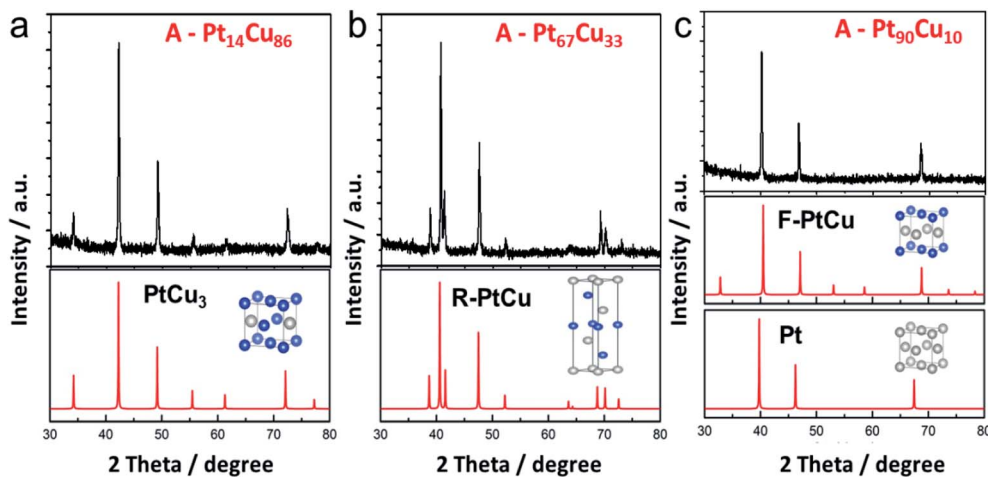 a
A - Pt₁₄Cu₈₆
Intensity / a.u.
PtCu₃
30 40 50 60 70 80
2 Theta / degree
b
A - Pt₆₇Cu₃₃
Intensity / a.u.
R-PtCu
30 40 50 60 70 80
2 Theta / degree
c
A - Pt₉₀Cu₁₀
Intensity / a.u.
F-PtCu
Pt
30 40 50 60 70 80
2 Theta / degree